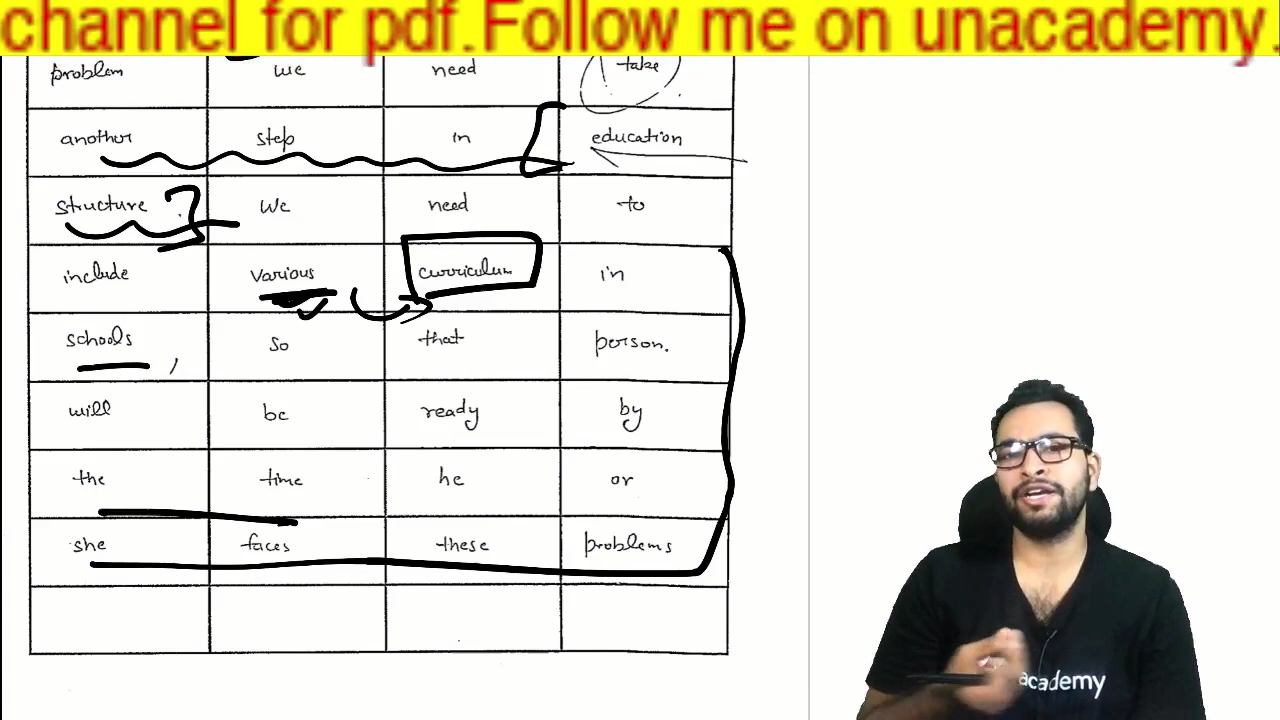 channel for pdf.Follow me on unacademy.
problem we need take
another step in education
structure. We need to
include various curriculum in
schools, so that person.
will be ready by
the time he or
she faces these problems
unacademy